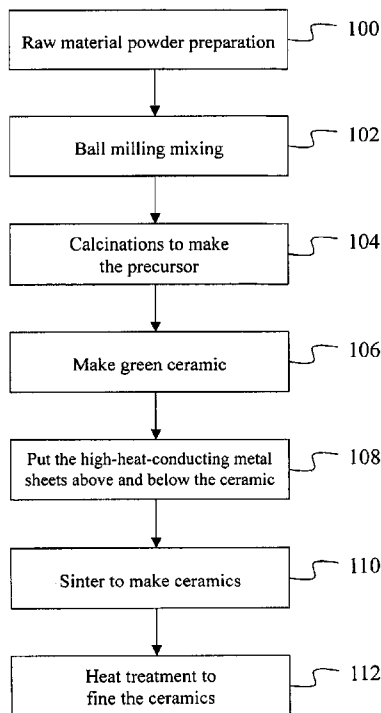 Raw material powder preparation
100
Ball milling mixing
102
Calcinations to make
the precursor
104
Make green ceramic
106
Put the high-heat-conducting metal
sheets above and below the ceramic
108
Sinter to make ceramics
110
Heat treatment to
fine the ceramics
112